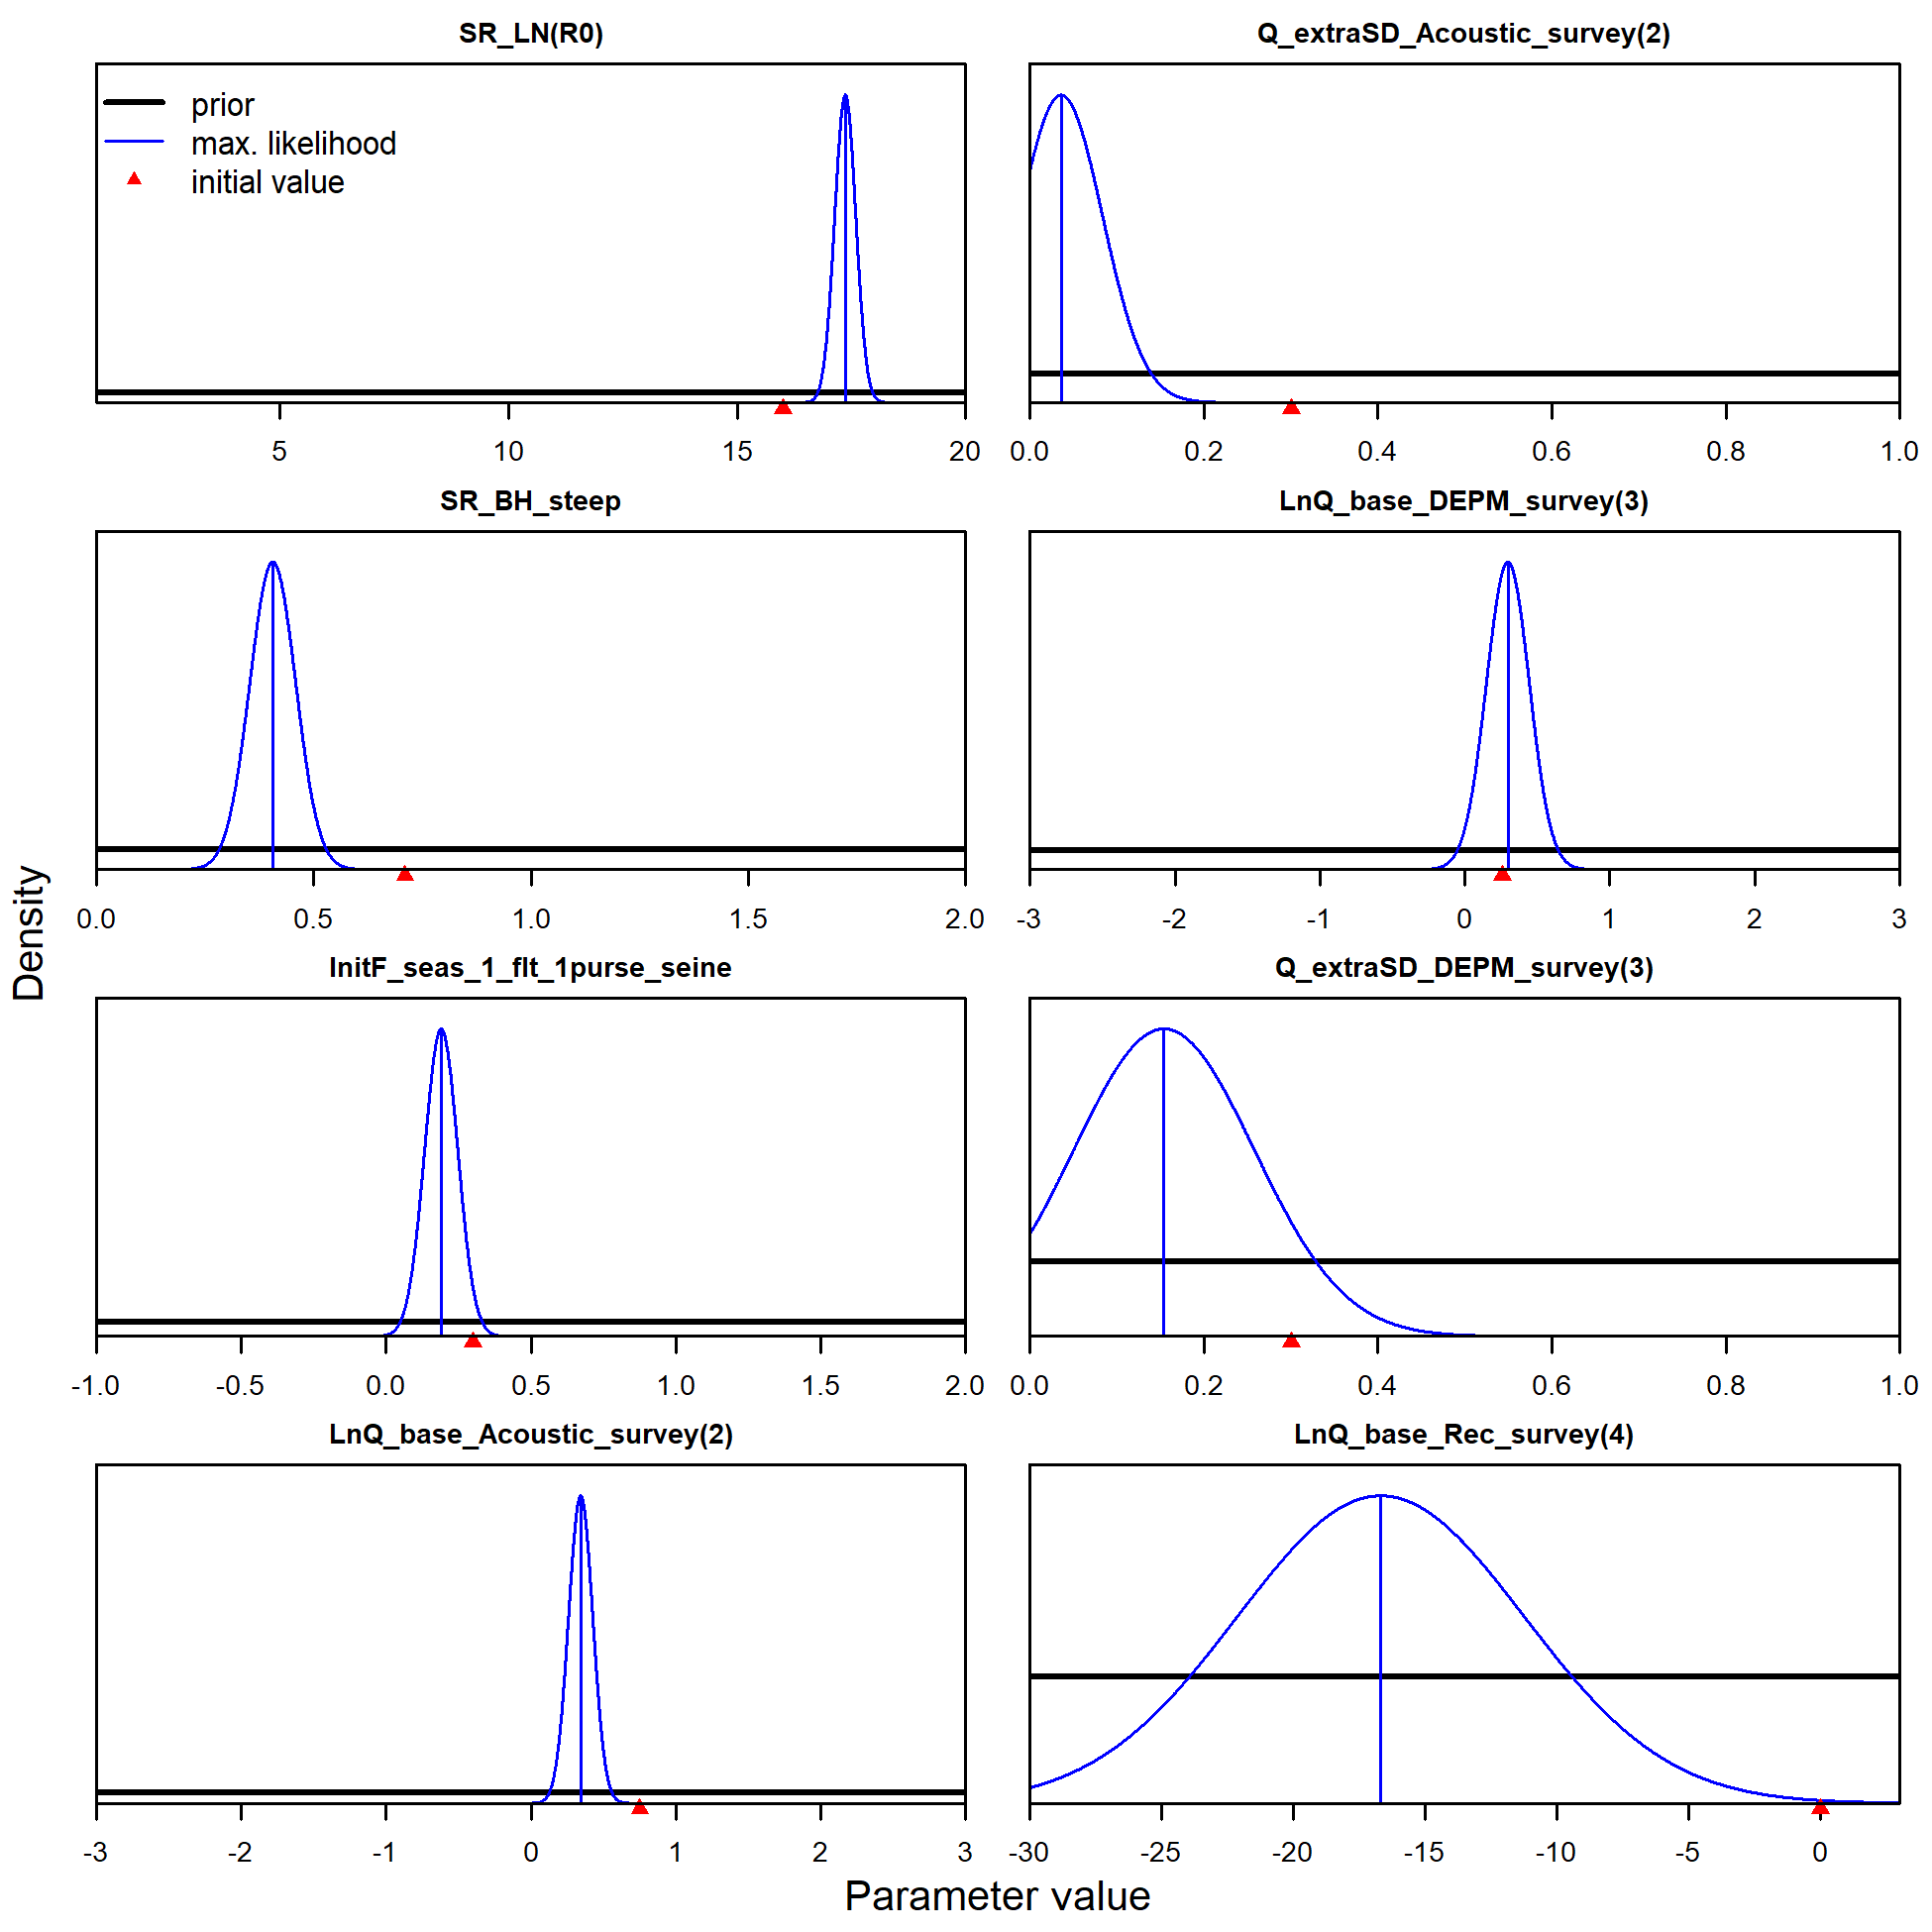 SR_LN(R0)
prior
max. likelihood
initial value
5 10 15 20
Q_extraSD_Acoustic_survey(2)
0.0 0.2 0.4 0.6 0.8 1.0
SR_BH_steep
0.0 0.5 1.0 1.5 2.0
LnQ_base_DEPM_survey(3)
-3 -2 -1 0 1 2 3
InitF_seas_1_flt_1purse_seine
-1.0 -0.5 0.0 0.5 1.0 1.5 2.0
Q_extraSD_DEPM_survey(3)
0.0 0.2 0.4 0.6 0.8 1.0
LnQ_base_Acoustic_survey(2)
-3 -2 -1 0 1 2 3
LnQ_base_Rec_survey(4)
-30 -25 -20 -15 -10 -5 0
Density
Parameter value